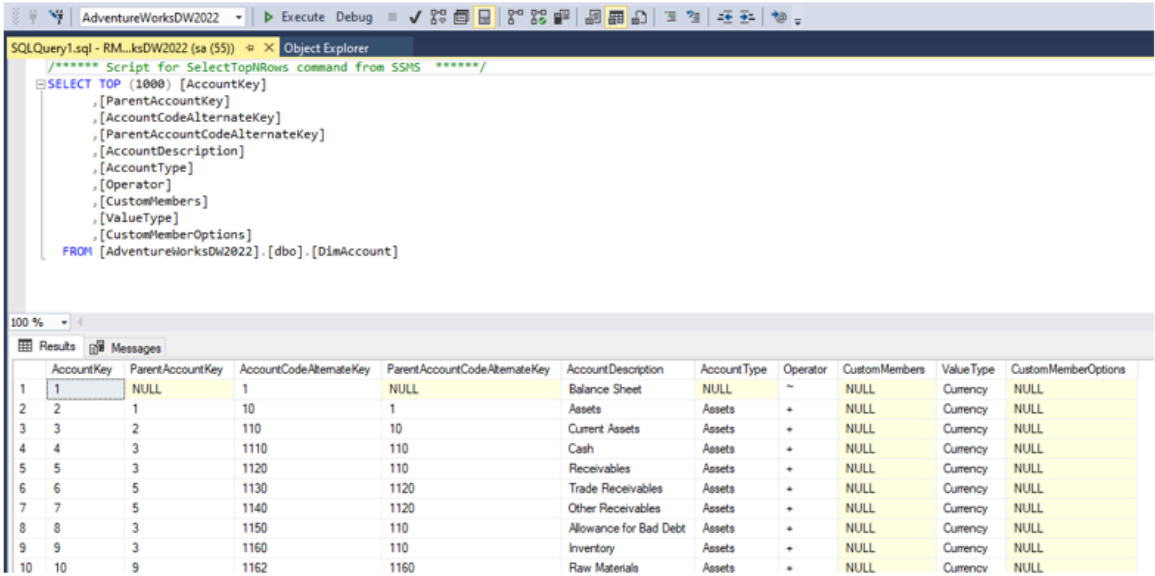 AdventureWorksDW2022 Execute Debug
SQLQuery1.sql - RM...ksDW2022 (sa (55)) Object Explorer
/****** Script for SelectTopNRows command from SSMS ******/
SELECT TOP (1000) [AccountKey]
,[ParentAccountKey]
,[AccountCodeAlternateKey]
,[ParentAccountCodeAlternateKey]
,[AccountDescription]
,[AccountType]
,[Operator]
,[CustomMembers]
,[ValueType]
,[CustomMemberOptions]
FROM [AdventureWorksDW2022].[dbo].[DimAccount]
100 %
Results Messages
AccountKey ParentAccountKey AccountCodeAlternateKey ParentAccountCodeAlternateKey AccountDescription AccountType Operator CustomMembers ValueType CustomMemberOptions
1 1 NULL 1 NULL Balance Sheet NULL ~ NULL Currency NULL
2 2 1 10 1 Assets Assets + NULL Currency NULL
3 3 2 110 10 Current Assets Assets + NULL Currency NULL
4 4 3 1110 110 Cash Assets + NULL Currency NULL
5 5 3 1120 110 Receivables Assets + NULL Currency NULL
6 6 5 1130 1120 Trade Receivables Assets + NULL Currency NULL
7 7 5 1140 1120 Other Receivables Assets + NULL Currency NULL
8 8 3 1150 110 Allowance for Bad Debt Assets + NULL Currency NULL
9 9 3 1160 110 Inventory Assets + NULL Currency NULL
10 10 9 1162 1160 Raw Materials Assets + NULL Currency NULL